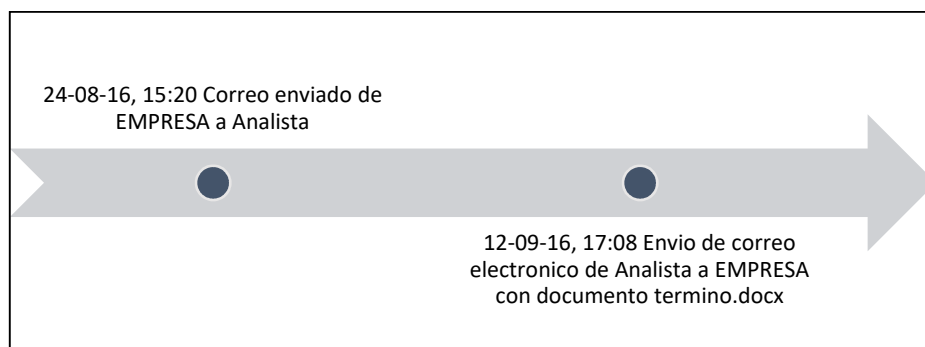 24-08-16, 15:20 Correo enviado de
EMPRESA a Analista
12-09-16, 17:08 Envio de correo
electronico de Analista a EMPRESA
con documento termino.docx